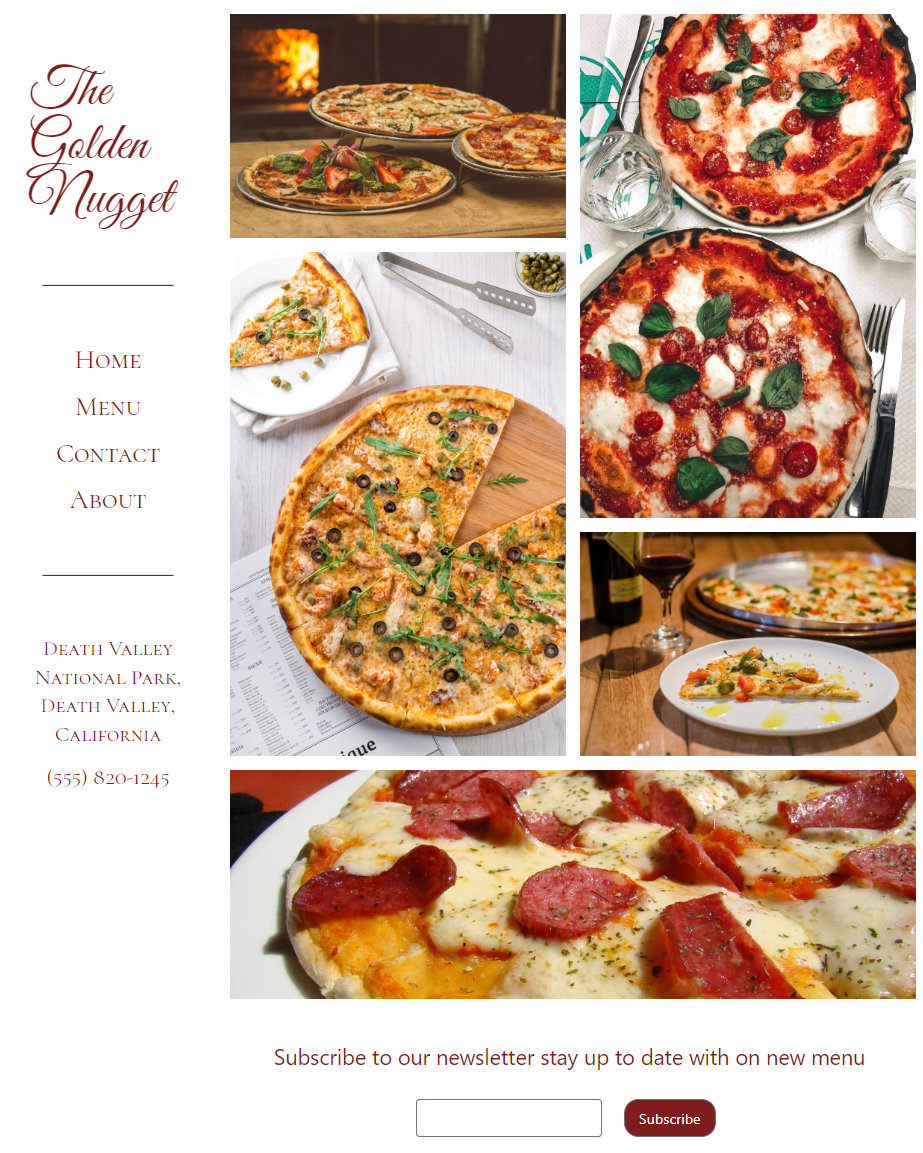 The
Golden
Nugget
Home
Menu
Contact
About
Death Valley
National Park,
Death Valley,
California
(555) 820-1245
Subscribe to our newsletter stay up to date with on new menu
Subscribe